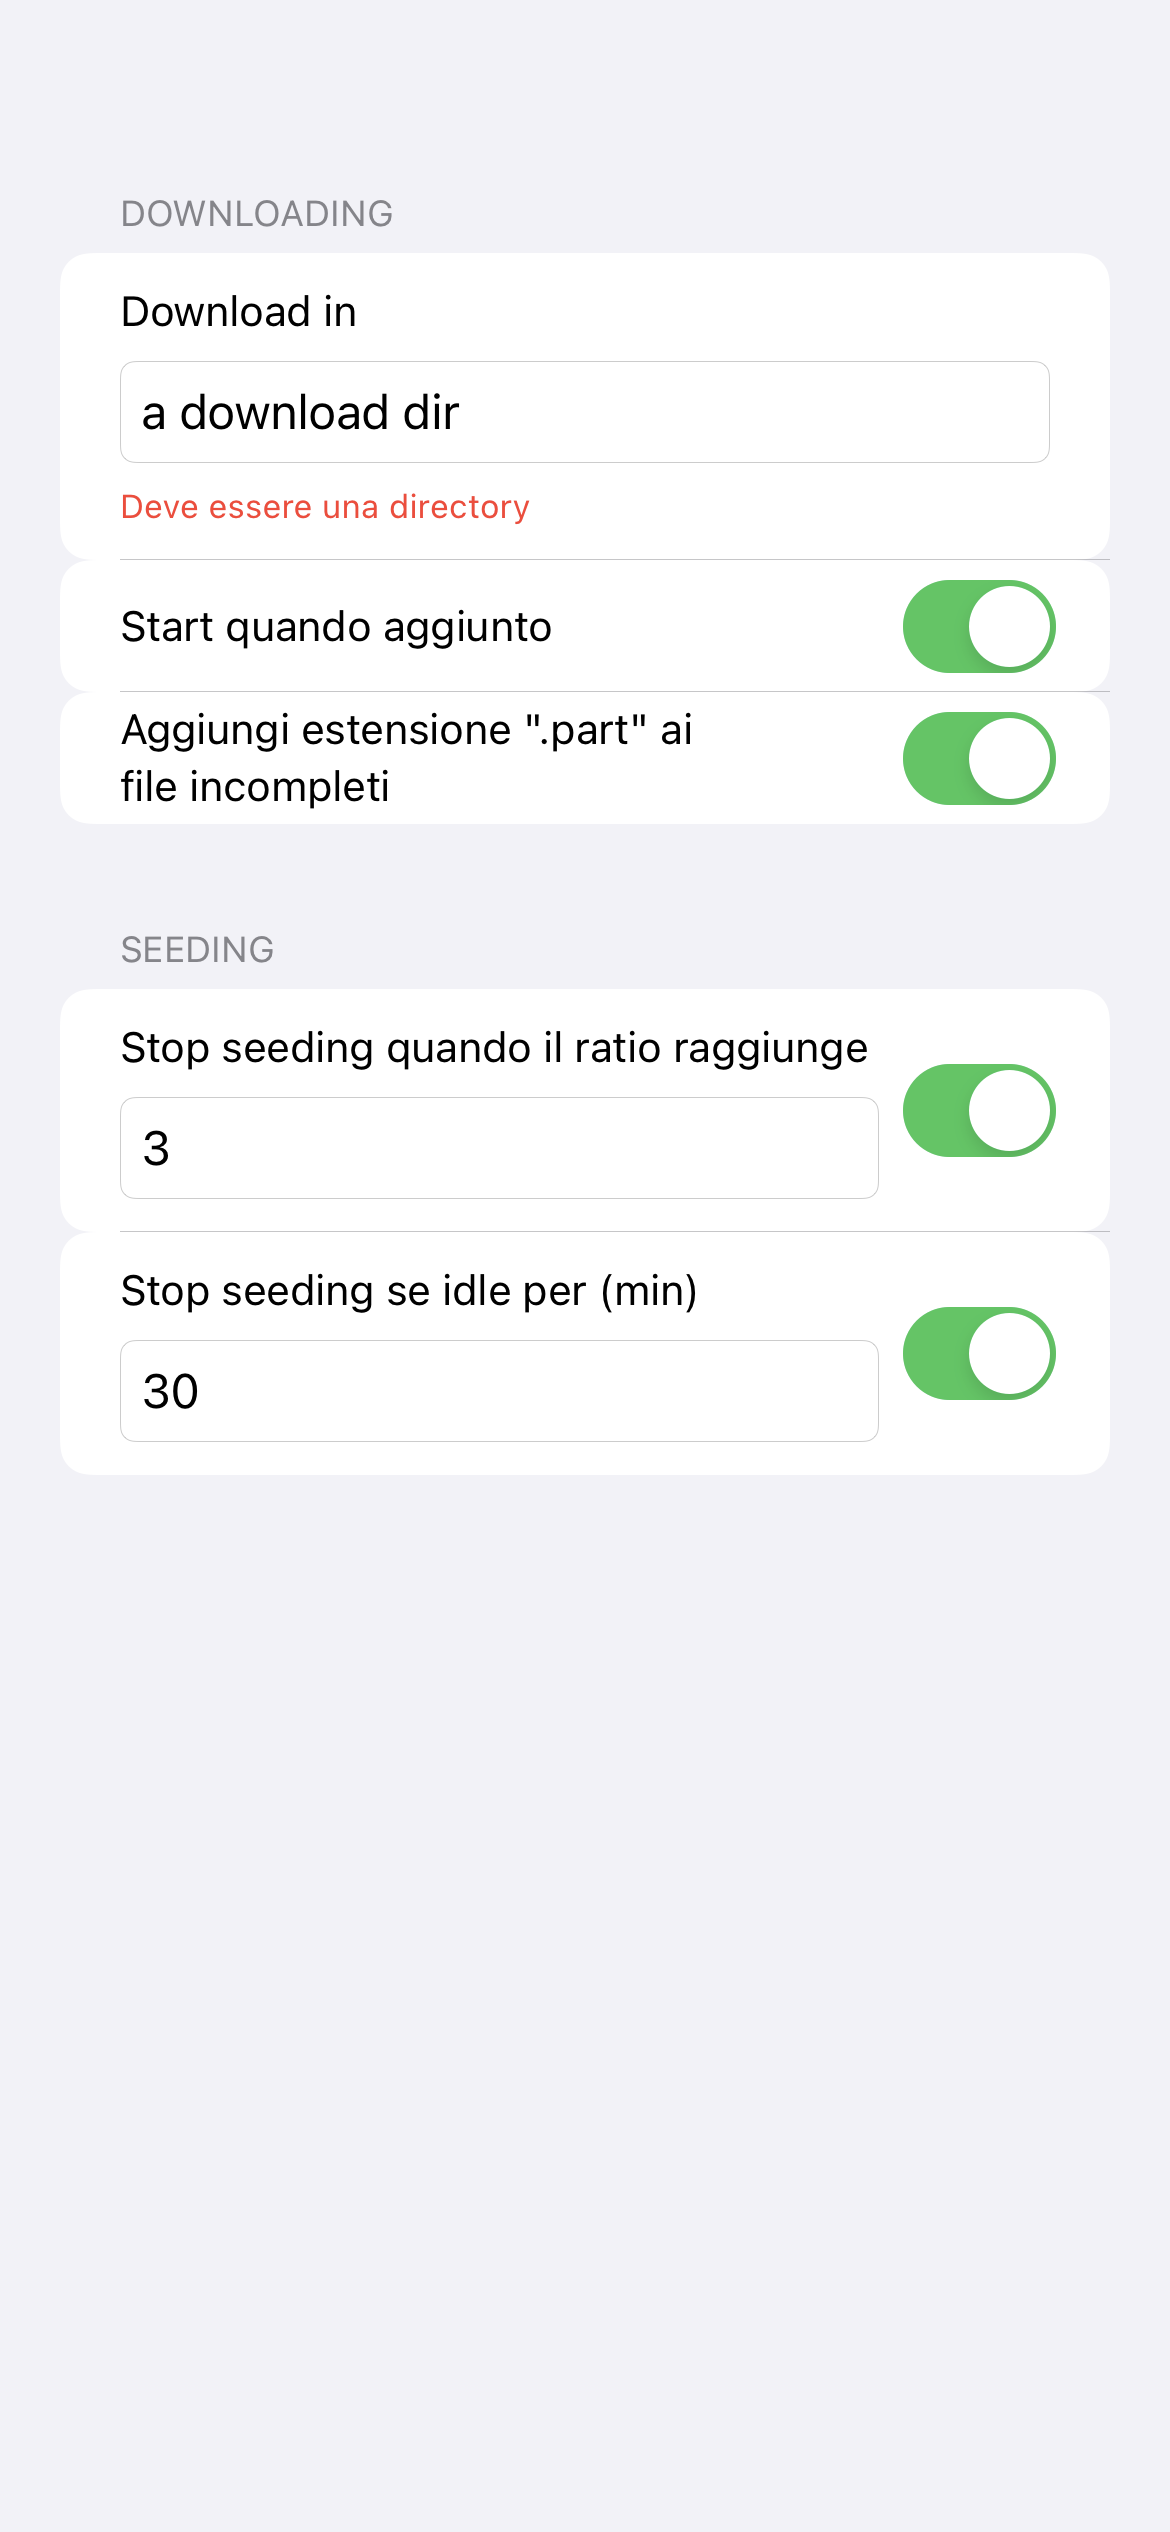 DOWNLOADING
Download in
a download dir
Deve essere una directory
Start quando aggiunto
Aggiungi estensione ".part" ai
file incompleti
SEEDING
Stop seeding quando il ratio raggiunge
3
Stop seeding se idle per (min)
30